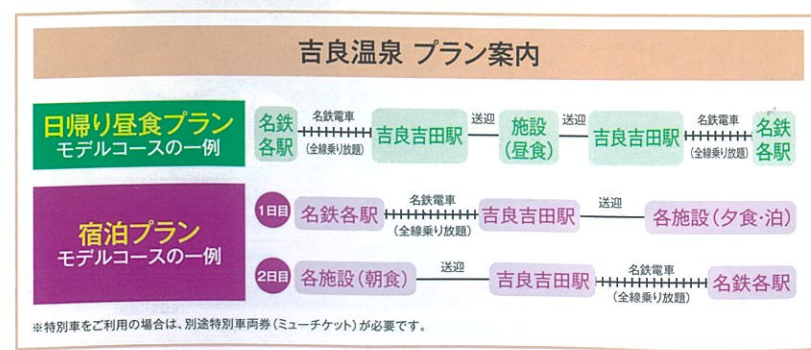 吉良温泉 プラン案内
日帰り昼食プラン
モデルコースの一例
名鉄
各駅
名鉄電車
(全線乗り放題)
吉良吉田駅
送迎
施設
(昼食)
送迎
吉良吉田駅
名鉄電車
(全線乗り放題)
名鉄
各駅
宿泊プラン
モデルコースの一例
1日目
名鉄各駅
名鉄電車
(全線乗り放題)
吉良吉田駅
送迎
各施設(夕食・泊)
2日目
各施設(朝食)
送迎
吉良吉田駅
名鉄電車
(全線乗り放題)
名鉄各駅
※特別車をご利用の場合は、別途特別車両券(ミューチケット)が必要です。